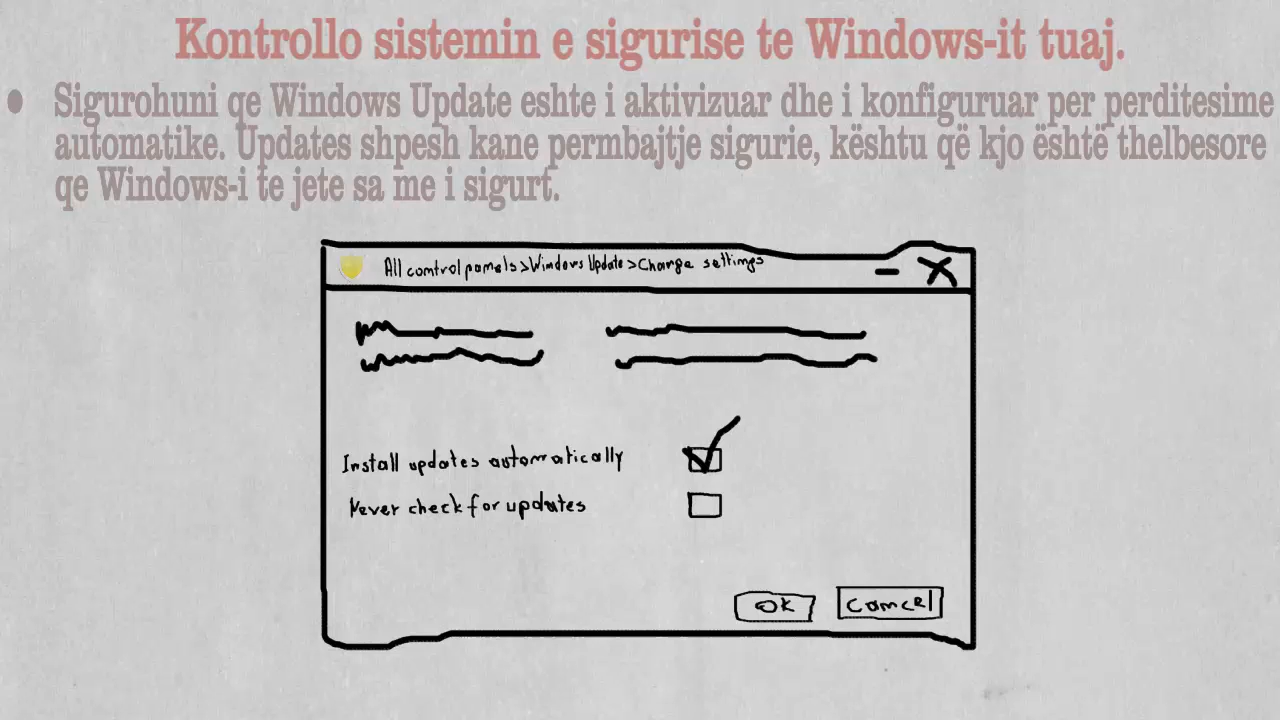 Kontrollo sistemin e sigurise te Windows-it tuaj.
• Sigurohuni qe Windows Update eshte i aktivizuar dhe i konfiguruar per perditesime
automatike. Updates shpesh kane permbajtje sigurie, kështu që kjo është thelbesore
qe Windows-i te jete sa me i sigurt.
All control panels>Windows Update>Change settings
Install updates automatically
Never check for updates
OK
Cancel